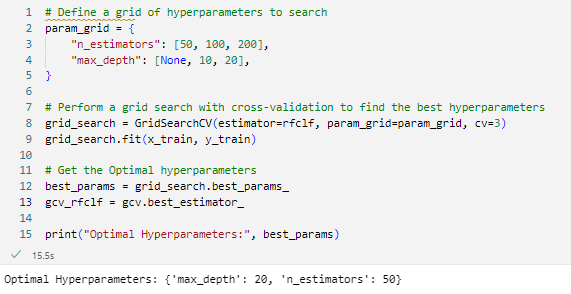 1 # Define a grid of hyperparameters to search
2 param_grid = {
3     "n_estimators": [50, 100, 200],
4     "max_depth": [None, 10, 20],
5 }
6
7 # Perform a grid search with cross-validation to find the best hyperparameters
8 grid_search = GridSearchCV(estimator=rfclf, param_grid=param_grid, cv=3)
9 grid_search.fit(x_train, y_train)
10
11 # Get the Optimal hyperparameters
12 best_params = grid_search.best_params_
13 gcv_rfclf = gcv.best_estimator_
14
15 print("Optimal Hyperparameters:", best_params)
✓ 15.5s
Optimal Hyperparameters: {'max_depth': 20, 'n_estimators': 50}